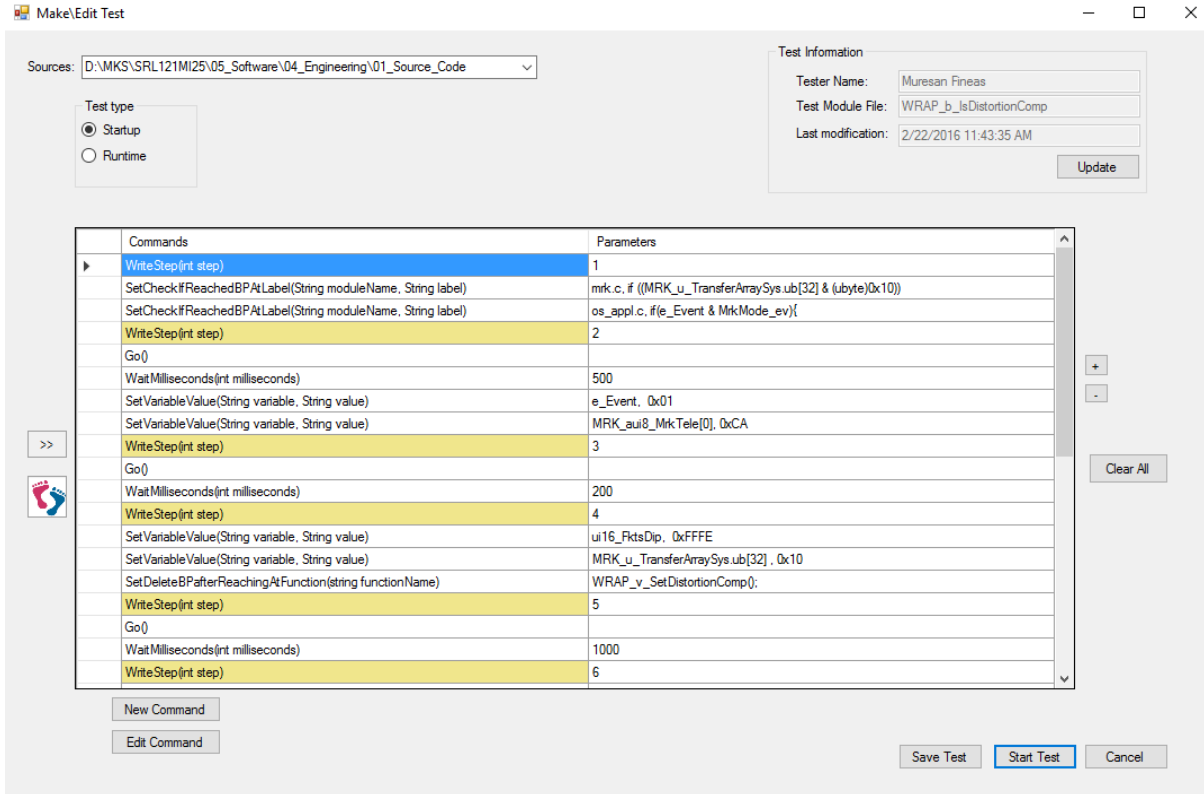 Make\Edit Test
Sources: D:\MKS\SRL121MI25\05_Software\04_Engineering\01_Source_Code
Test type
Startup
Runtime
Test Information
Tester Name: Muresan Fineas
Test Module File: WRAP_b_IsDistortionComp
Last modification: 2/22/2016 11:43:35 AM
Update
Commands Parameters
WriteStep(int step) 1
SetCheckIfReachedBPAtLabel(String moduleName, String label) mrk.c, if ((MRK_u_TransferArraySys.ub[32] & (ubyte)0x10))
SetCheckIfReachedBPAtLabel(String moduleName, String label) os_appl.c, if(e_Event & MrkMode_ev){
WriteStep(int step) 2
Go()
WaitMilliseconds(int milliseconds) 500
SetVariableValue(String variable, String value) e_Event, 0x01
SetVariableValue(String variable, String value) MRK_aui8_MrkTele[0], 0xCA
WriteStep(int step) 3
Go()
WaitMilliseconds(int milliseconds) 200
WriteStep(int step) 4
SetVariableValue(String variable, String value) ui16_FktsDip, 0xFFFE
SetVariableValue(String variable, String value) MRK_u_TransferArraySys.ub[32] , 0x10
SetDeleteBPafterReachingAtFunction(string functionName) WRAP_v_SetDistortionComp();
WriteStep(int step) 5
Go()
WaitMilliseconds(int milliseconds) 1000
WriteStep(int step) 6
>>
+
-
Clear All
New Command
Edit Command
Save Test
Start Test
Cancel